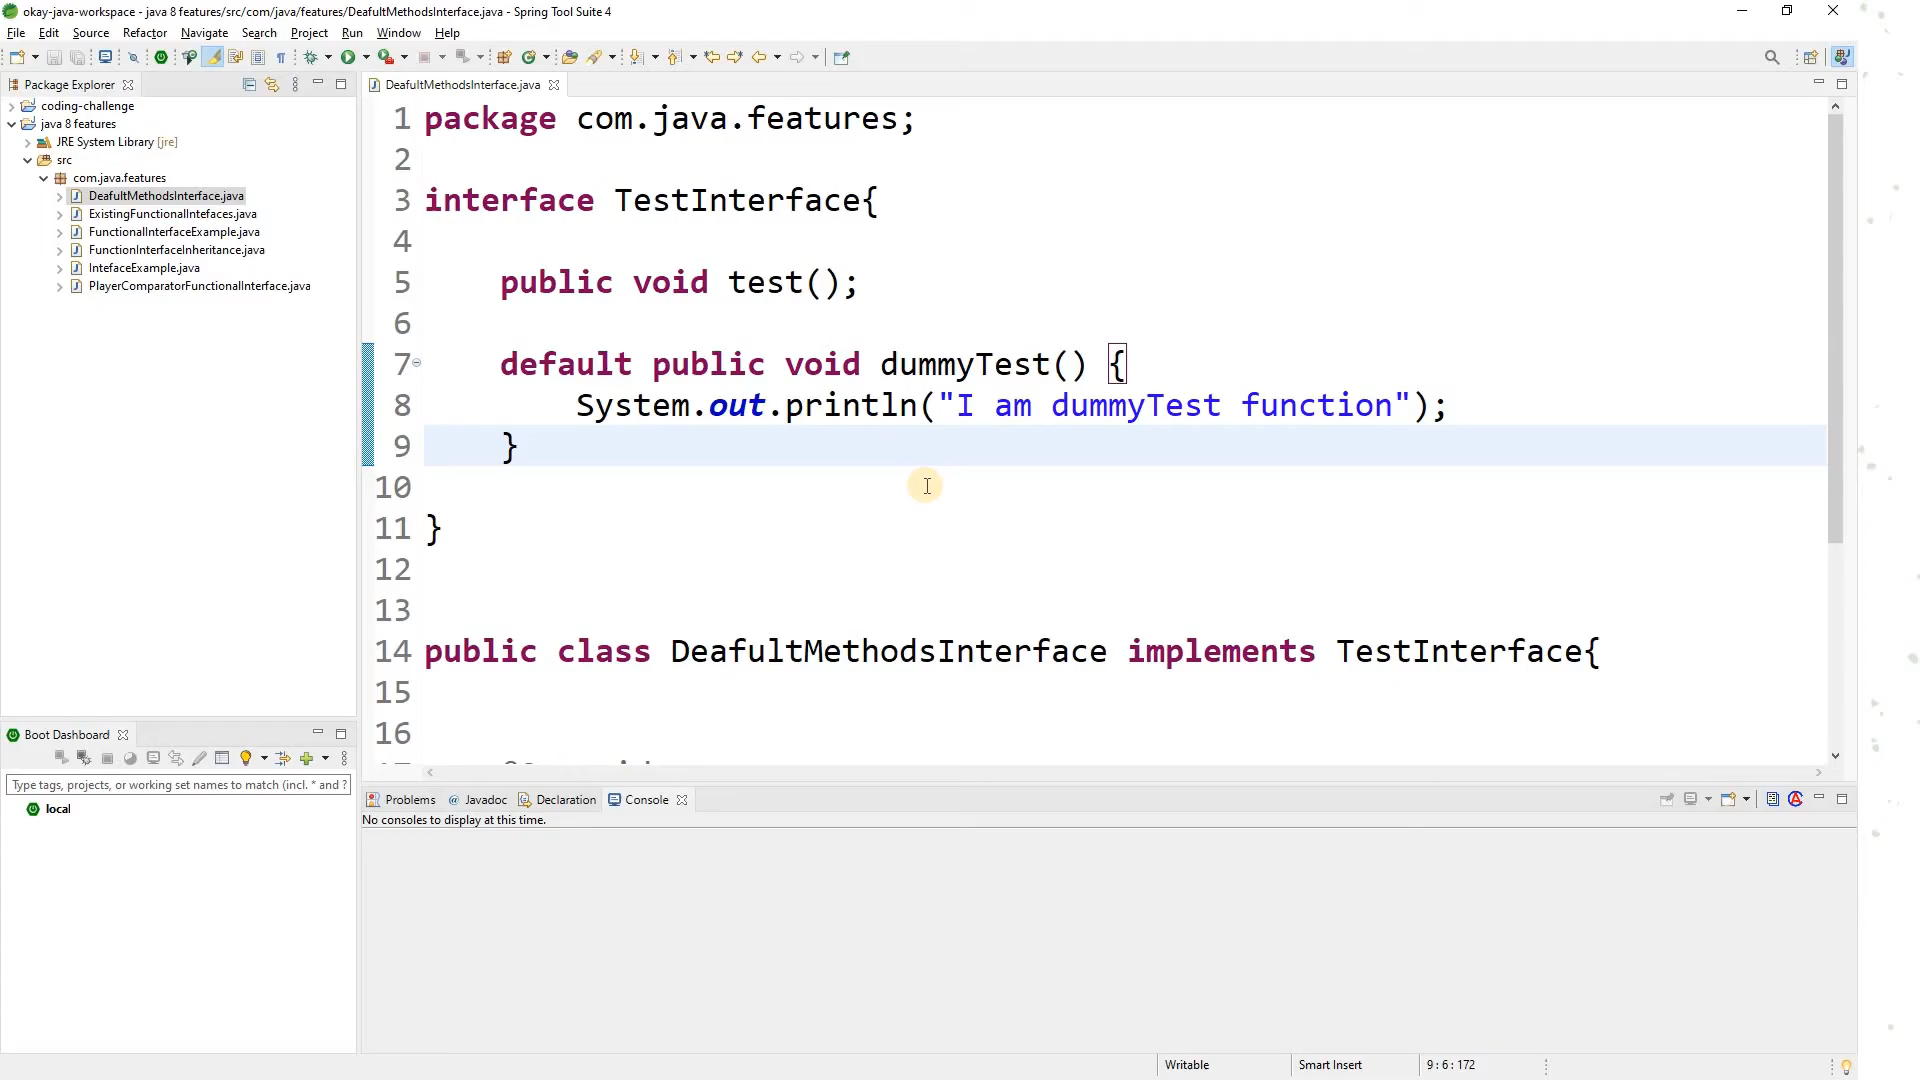 okay-java-workspace - java 8 features/src/com/java/features/DeafultMethodsInterface.java - Spring Tool Suite 4
File Edit Source Refactor Navigate Search Project Run Window Help
Package Explorer
coding-challenge
java 8 features
JRE System Library [jre]
src
com.java.features
DeafultMethodsInterface.java
ExistingFunctionalIntefaces.java
FunctionalInterfaceExample.java
FunctionInterfaceInheritance.java
IntefaceExample.java
PlayerComparatorFunctionalInterface.java
DeafultMethodsInterface.java
1 package com.java.features;
2
3 interface TestInterface{
4
5 public void test();
6
7 default public void dummyTest() {
8 System.out.println("I am dummyTest function");
9 }
10
11 }
12
13
14 public class DeafultMethodsInterface implements TestInterface{
15
16
Boot Dashboard
Type tags, projects, or working set names to match (incl. * and ?
local
Problems Javadoc Declaration Console
No consoles to display at this time.
Writable Smart Insert 9 : 6 : 172